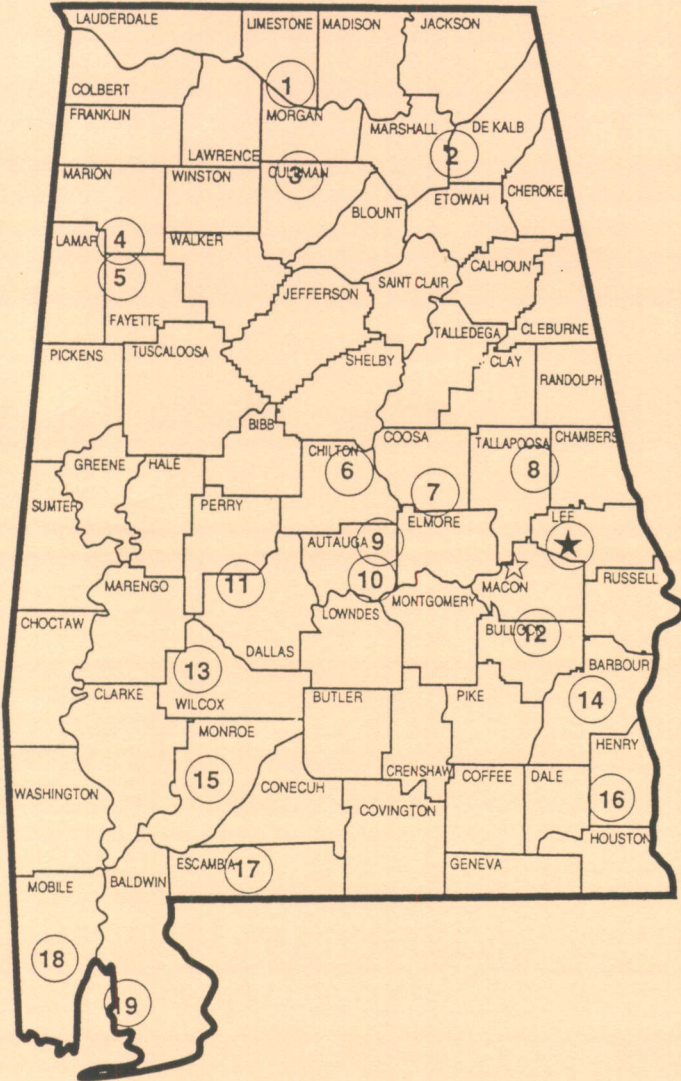 LAUDERDALE
LIMESTONE
MADISON
JACKSON
COLBERT
1
FRANKLIN
MORGAN
MARSHALL
DE KALB
LAWRENCE
2
MARION
WINSTON
CULLMAN
3
CHEROKEE
ETOWAH
BLOUNT
LAMAR
4
WALKER
5
CALHOUN
SAINT CLAIR
JEFFERSON
FAYETTE
TALLEDEGA
CLEBURNE
PICKENS
TUSCALOOSA
SHELBY
CLAY
RANDOLPH
BIBB
COOSA
TALLAPOOSA
CHAMBERS
CHILTON
GREENE
HALE
6
8
7
SUMTER
PERRY
LEE
ELMORE
AUTAUGA
9
10
11
MARENGO
MACON
RUSSELL
MONTGOMERY
LOWNDES
CHOCTAW
BULLOCK
12
DALLAS
13
BARBOUR
CLARKE
WILCOX
BUTLER
PIKE
14
MONROE
HENRY
15
CRENSHAW
COFFEE
DALE
WASHINGTON
CONECUH
16
COVINGTON
HOUSTON
ESCAMBIA
17
GENEVA
MOBILE
BALDWIN
18
19